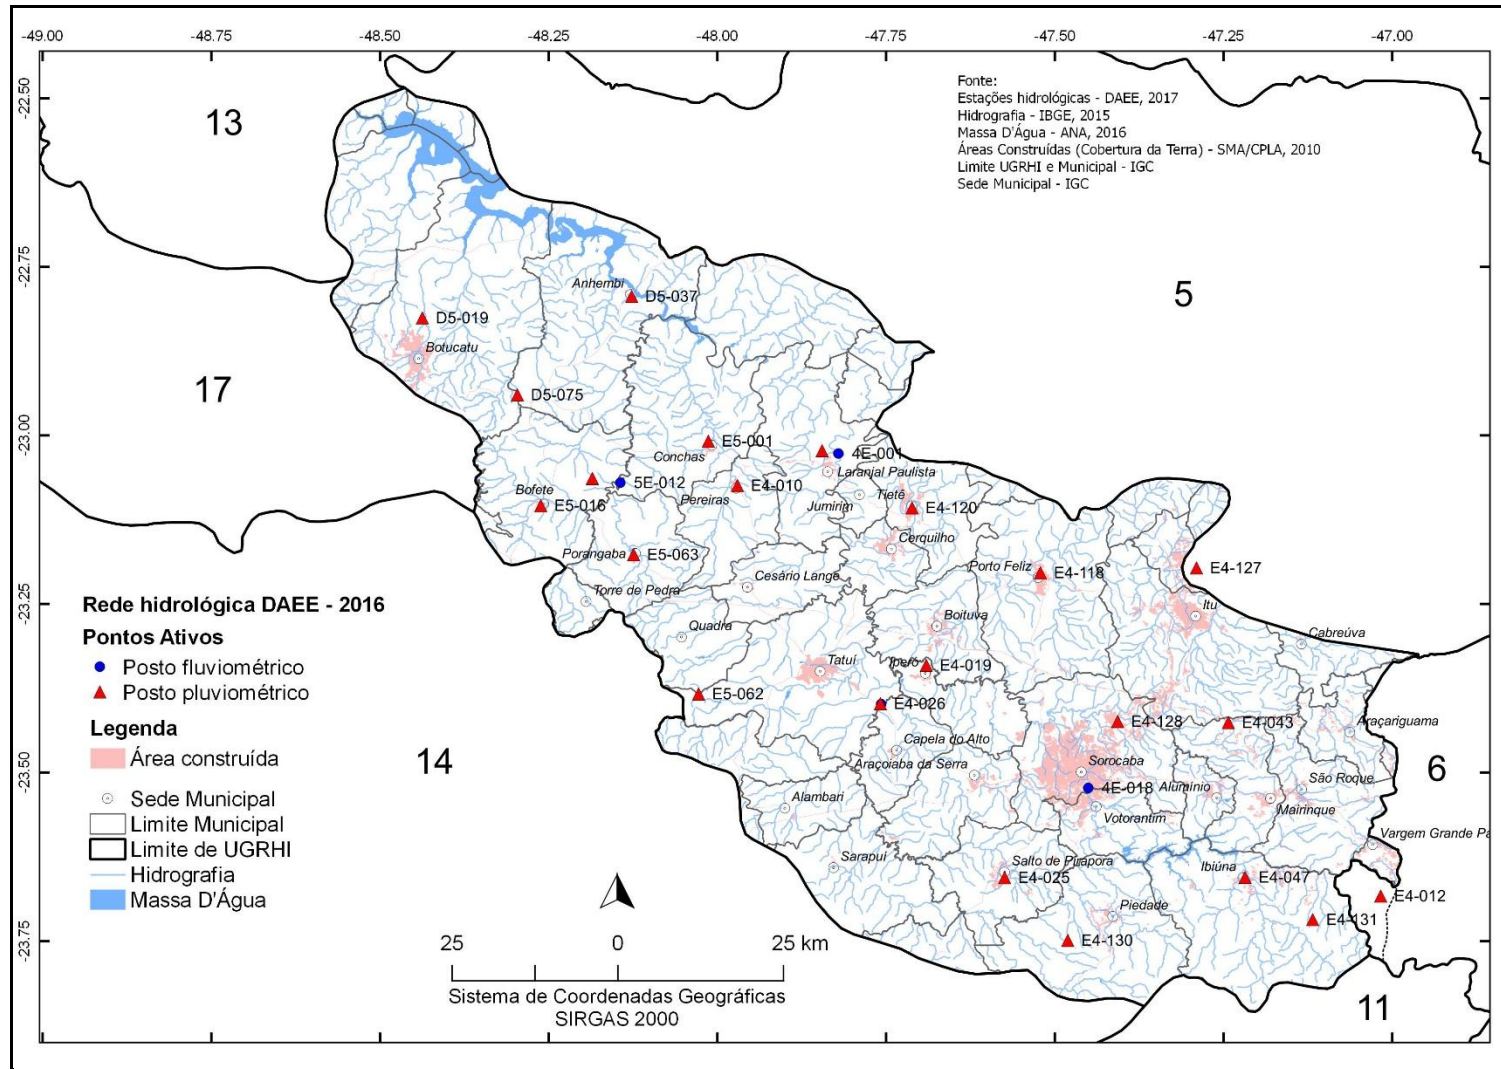 -49.00 -48.75 -48.50 -48.25 -48.00 -47.75 -47.50 -47.25 -47.00
-22.50
-22.75
-23.00
-23.25
-23.50
-23.75
Fonte:
Estações hidrológicas - DAEE, 2017
Hidrografia - IBGE, 2015
Massa D'Água - ANA, 2016
Áreas Construídas (Cobertura da Terra) - SMA/CPLA, 2010
Limite UGRHI e Municipal - IGC
Sede Municipal - IGC
13
5
17
14
6
11
Anhembi
D5-037
D5-019
Botucatu
D5-075
E5-001
Conchas
4E-001
Laranjal Paulista
5E-012
Bofete
E5-016
Pereiras
E4-010
Tietê
Jumirim
E4-120
Cerquilho
Porangaba
E5-063
Cesário Lange
Porto Feliz
E4-118
E4-127
Torre de Pedra
Itu
Quadra
Boituva
Cabreúva
Tatuí
Iperó
E4-019
E5-062
E4-026
E4-128
E4-043
Araçariguama
Capela do Alto
Araçoiaba da Serra
Sorocaba
4E-018
Alumínio
São Roque
Mairinque
Alambari
Votorantim
Vargem Grande Pa
Sarapuí
Salto de Pirapora
E4-025
Ibiúna
E4-047
E4-012
Piedade
E4-131
E4-130
Rede hidrológica DAEE - 2016
Pontos Ativos
Posto fluviométrico
Posto pluviométrico
Legenda
Área construída
Sede Municipal
Limite Municipal
Limite de UGRHI
Hidrografia
Massa D'Água
25 0 25 km
Sistema de Coordenadas Geográficas
SIRGAS 2000